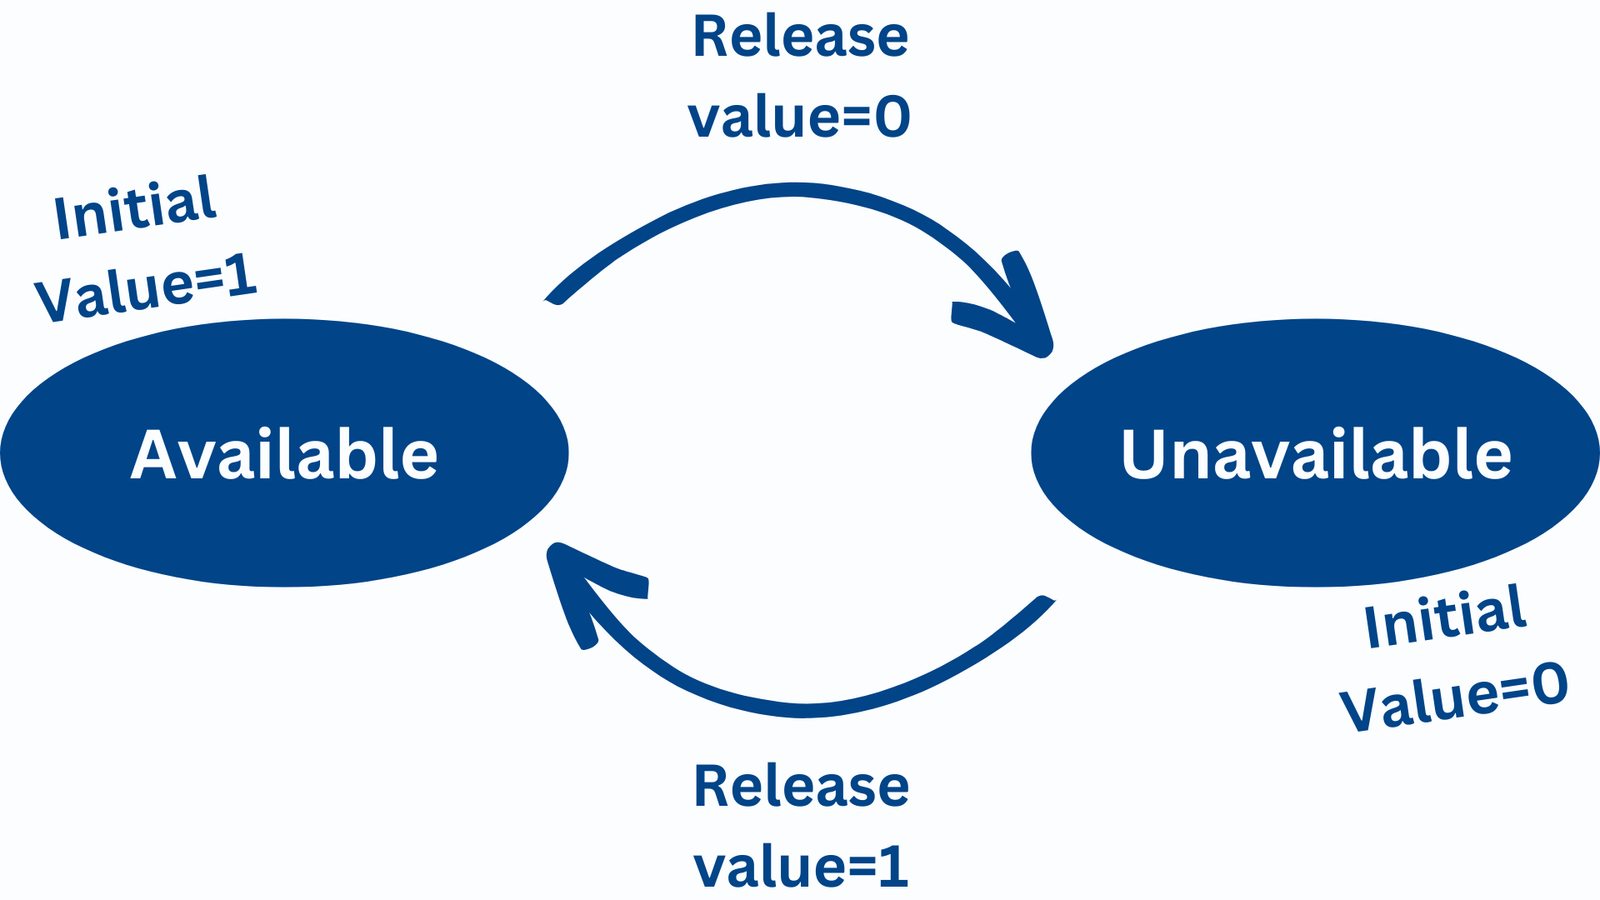 Release
value=0
Initial
Value=1
Available
Unavailable
Initial
Value=0
Release
value=1